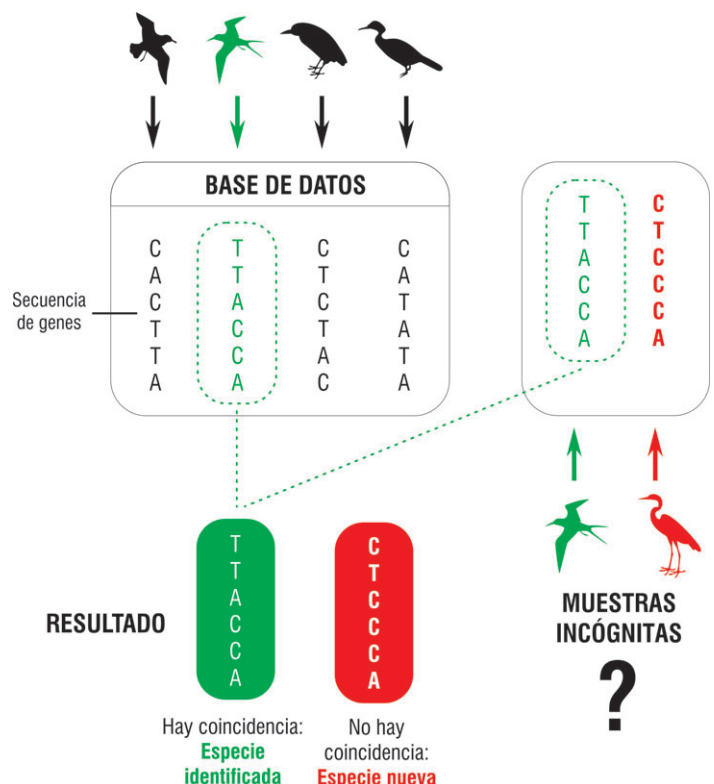 BASE DE DATOS
C T C C
A T T A
C A C T
T C T A
T C A T
A A C A
Secuencia
de genes
T C
T T
A C
C C
C C
A A
MUESTRAS
INCÓGNITAS
?
RESULTADO
T C
T T
A C
C C
C C
A A
Hay coincidencia:
Especie
identificada
No hay
coincidencia:
Especie nueva